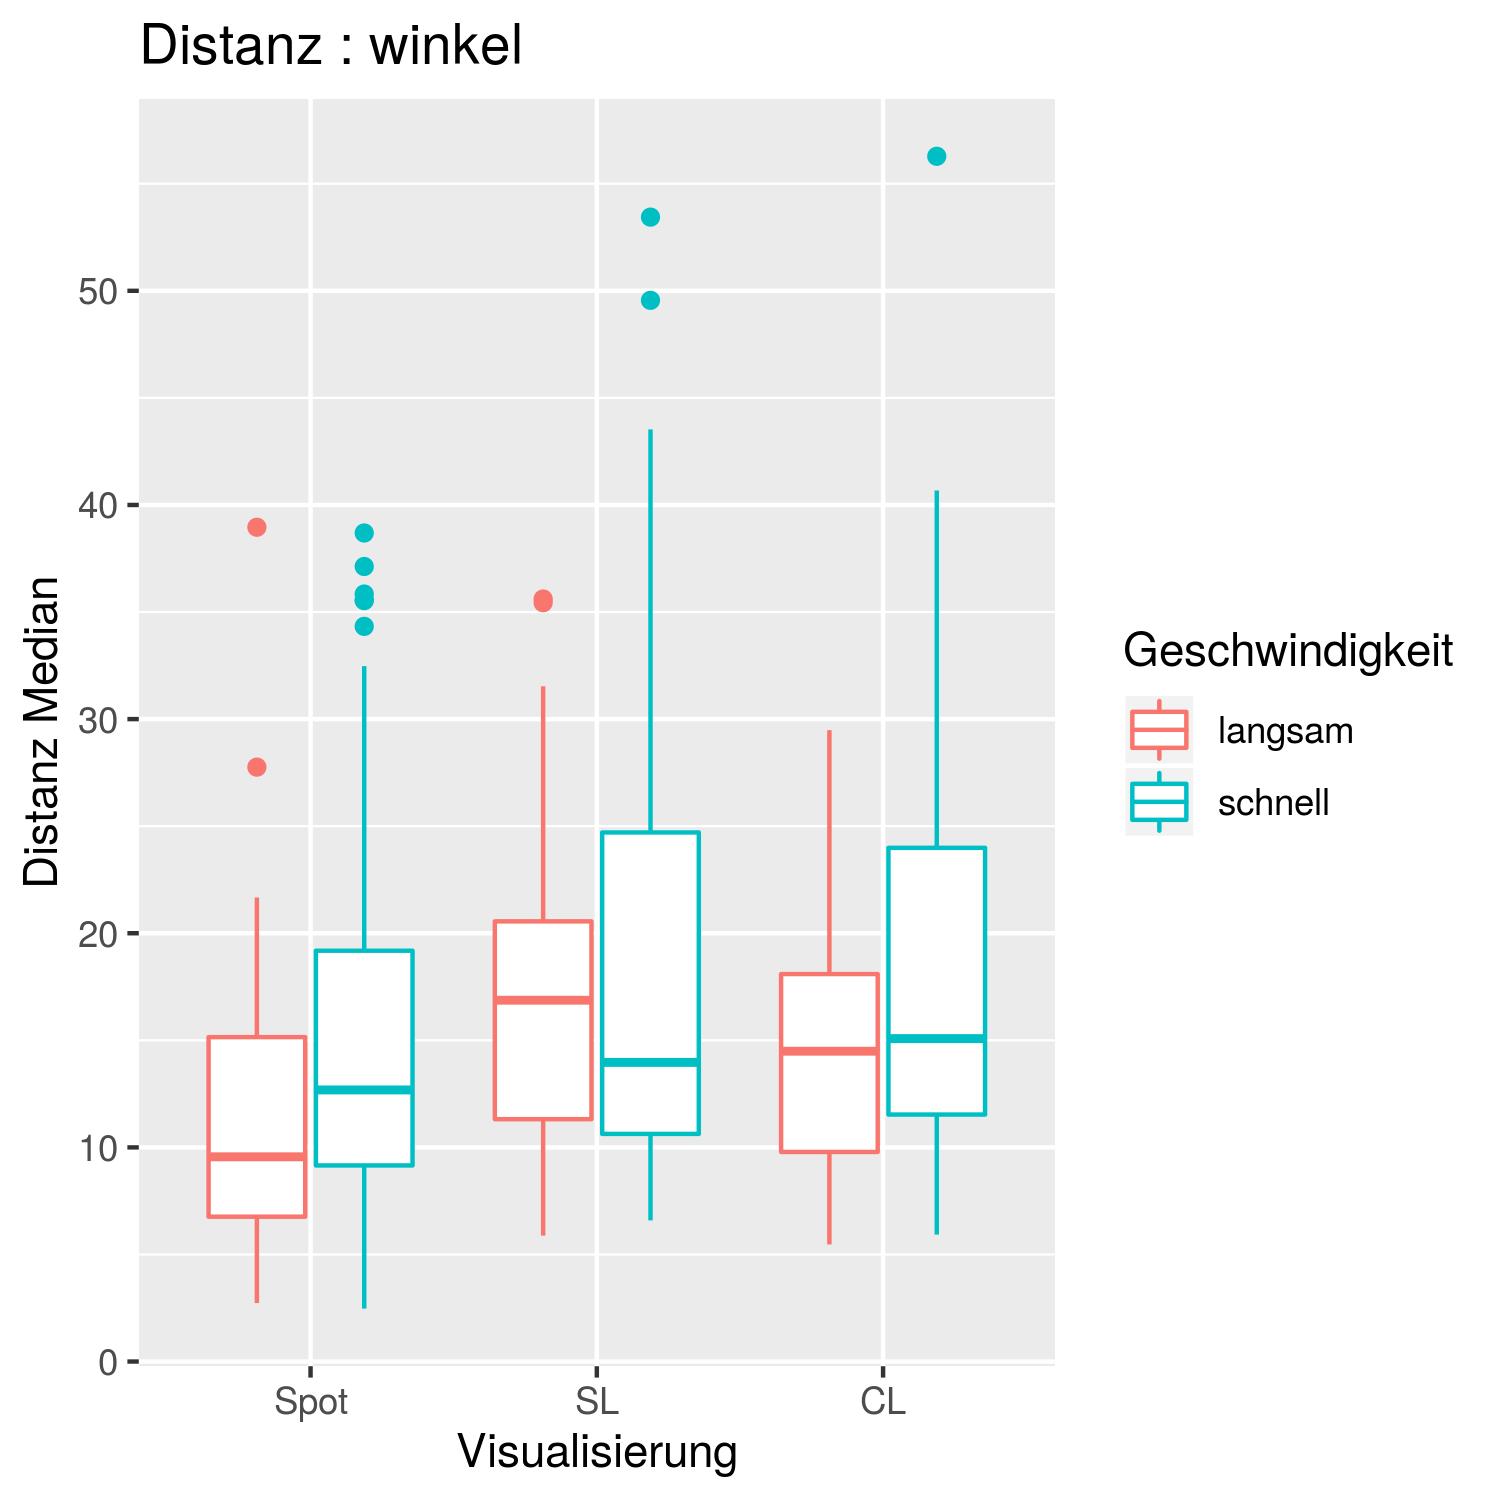 Distanz : winkel
Distanz Median
50
40
30
20
10
0
Spot SL CL
Visualisierung
Geschwindigkeit
langsam
schnell